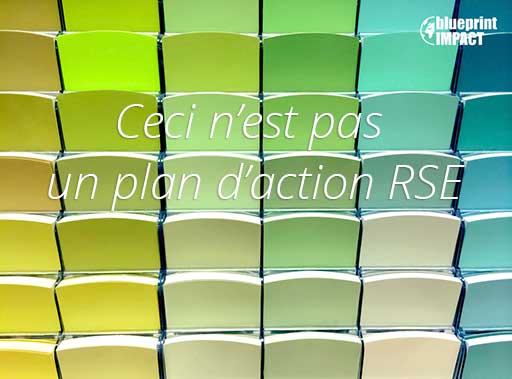 blueprint
IMPACT
Ceci n’est pas
un plan d’action RSE